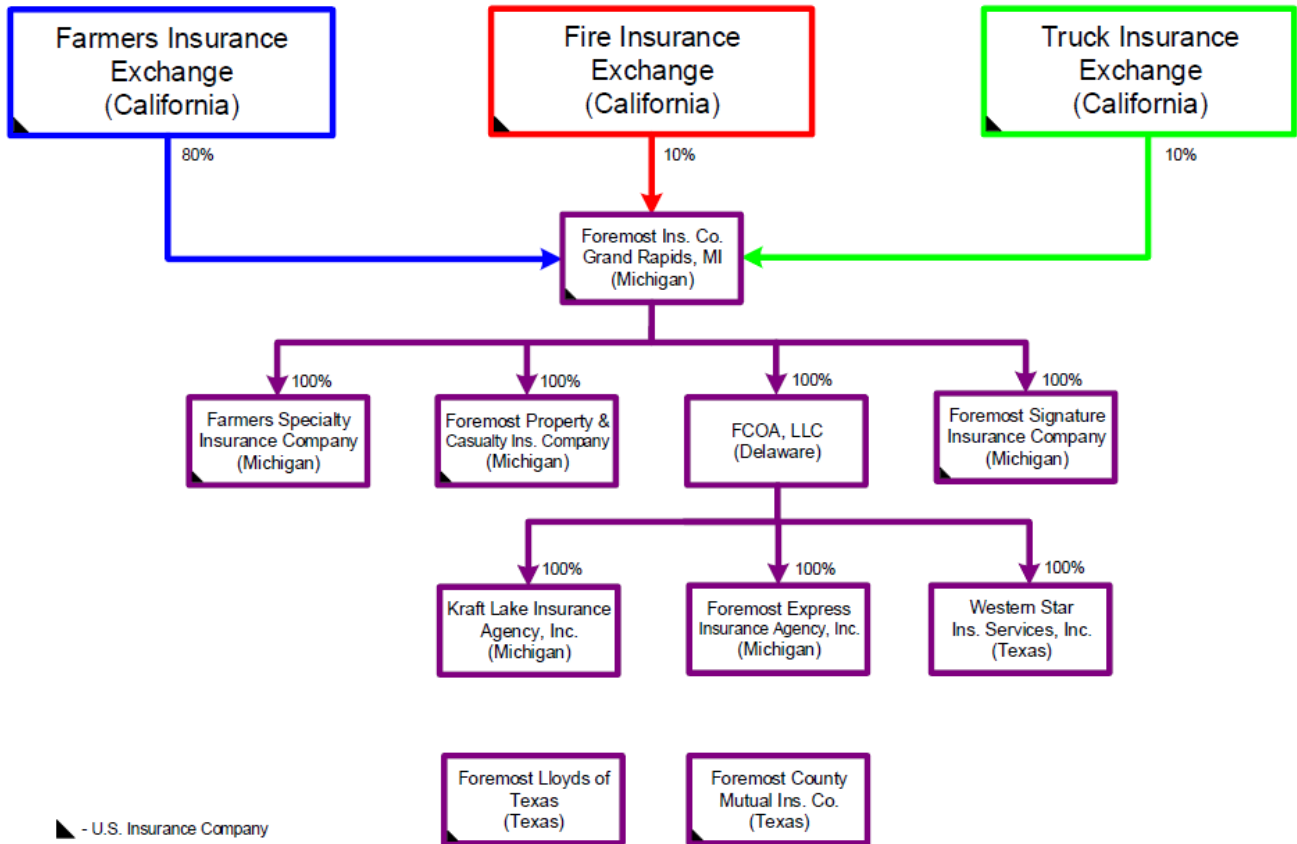 Farmers Insurance
Exchange
(California)
Fire Insurance
Exchange
(California)
Truck Insurance
Exchange
(California)
80%
10%
10%
Foremost Ins. Co.
Grand Rapids, MI
(Michigan)
100%
100%
100%
100%
Farmers Specialty
Insurance Company
(Michigan)
Foremost Property &
Casualty Ins. Company
(Michigan)
FCOA, LLC
(Delaware)
Foremost Signature
Insurance Company
(Michigan)
100%
100%
100%
Kraft Lake Insurance
Agency, Inc.
(Michigan)
Foremost Express
Insurance Agency, Inc.
(Michigan)
Western Star
Ins. Services, Inc.
(Texas)
Foremost Lloyds of
Texas
(Texas)
Foremost County
Mutual Ins. Co.
(Texas)
- U.S. Insurance Company